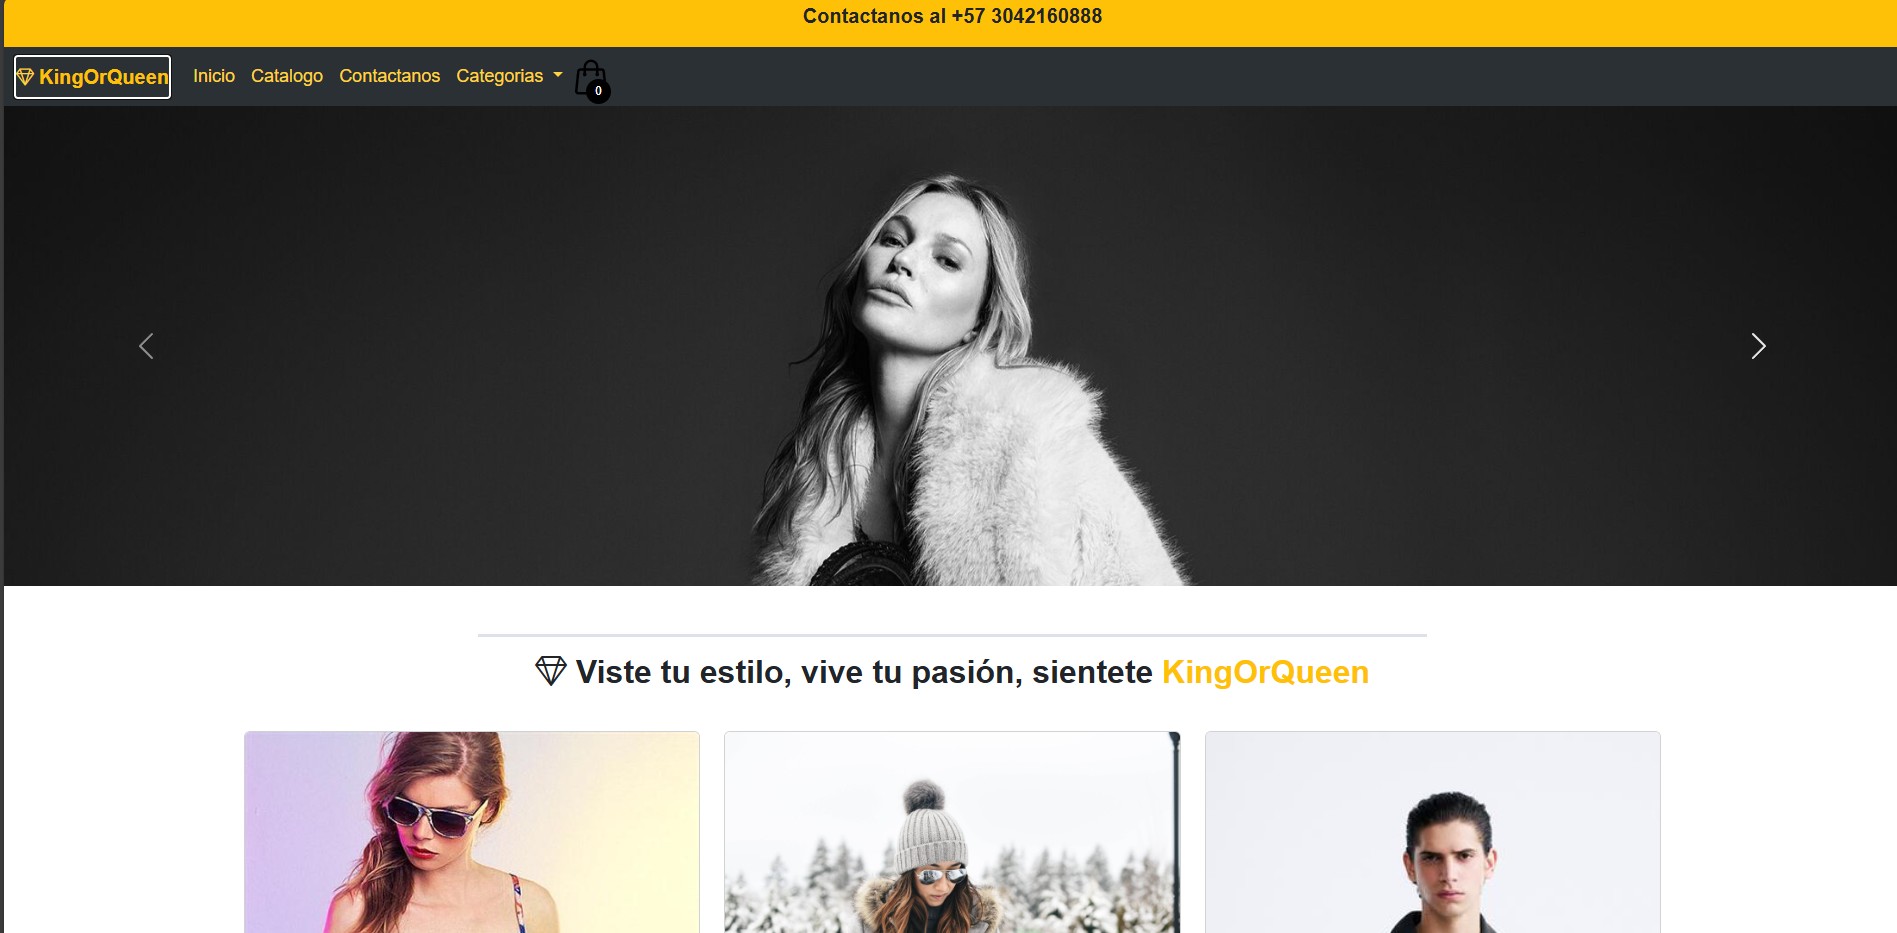 Contactanos al +57 3042160888
KingOrQueen Inicio Catalogo Contactanos Categorias 0
Viste tu estilo, vive tu pasión, sientete KingOrQueen